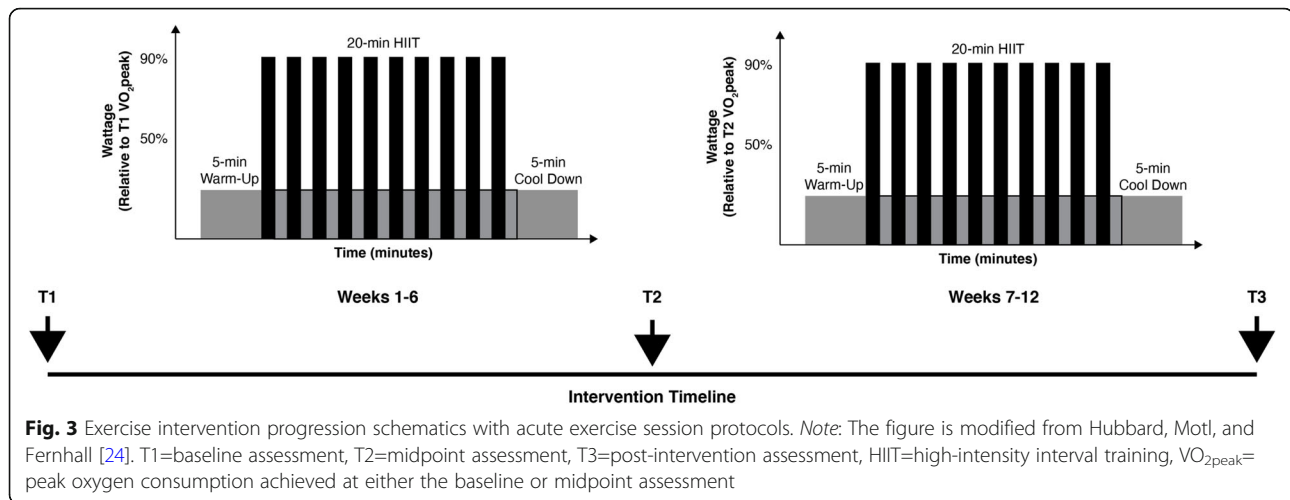 20-min HIIT
90%
50%
Wattage
(Relative to T1 VO2peak)
5-min
Warm-Up
5-min
Cool Down
Time (minutes)
20-min HIIT
90%
50%
Wattage
(Relative to T2 VO2peak)
5-min
Warm-Up
5-min
Cool Down
Time (minutes)
T1
Weeks 1-6
T2
Weeks 7-12
T3
Intervention Timeline
Fig. 3 Exercise intervention progression schematics with acute exercise session protocols. Note: The figure is modified from Hubbard, Motl, and
Fernhall [24]. T1=baseline assessment, T2=midpoint assessment, T3=post-intervention assessment, HIIT=high-intensity interval training, VO2peak=
peak oxygen consumption achieved at either the baseline or midpoint assessment